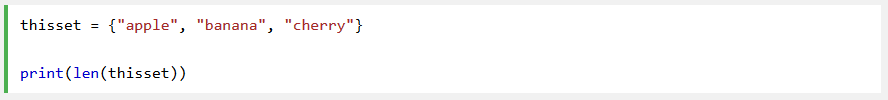 thisset = {"apple", "banana", "cherry"}
print(len(thisset))